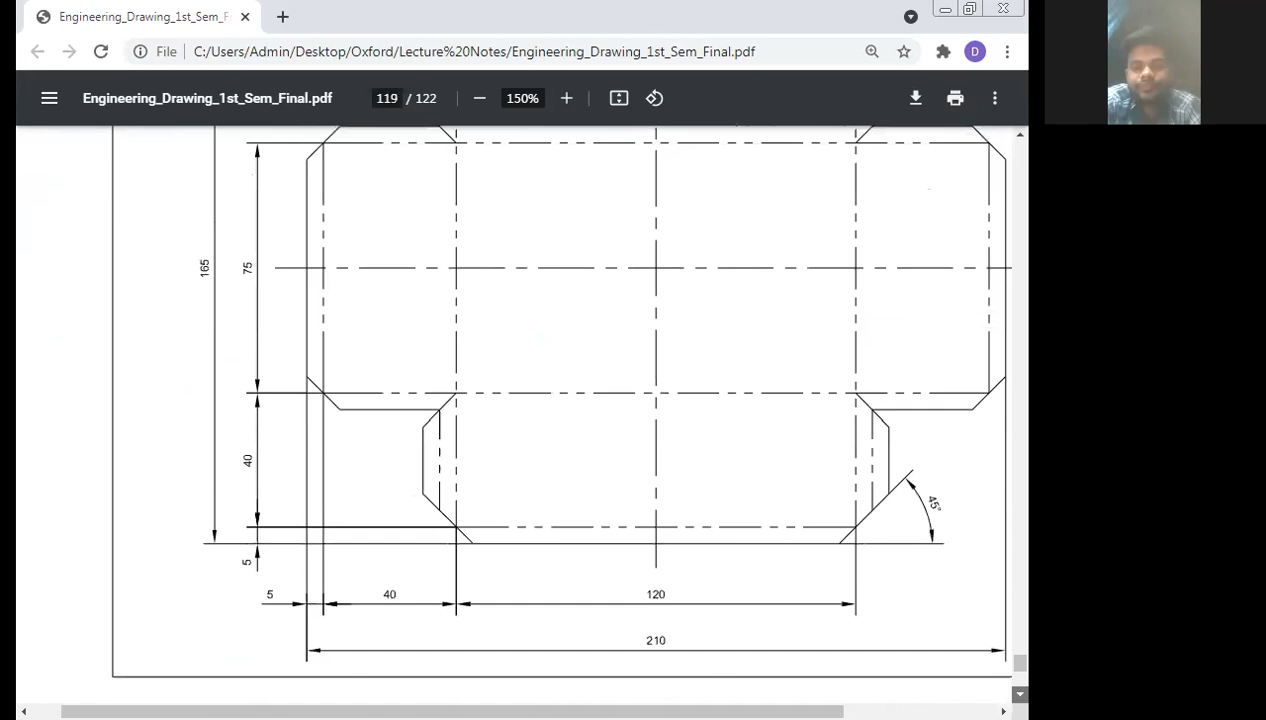 Engineering_Drawing_1st_Sem_Fina
File C:/Users/Admin/Desktop/Oxford/Lecture%20Notes/Engineering_Drawing_1st_Sem_Final.pdf
D
Engineering_Drawing_1st_Sem_Final.pdf
119 / 122
150%
165
75
40
45°
5
5
40
120
210